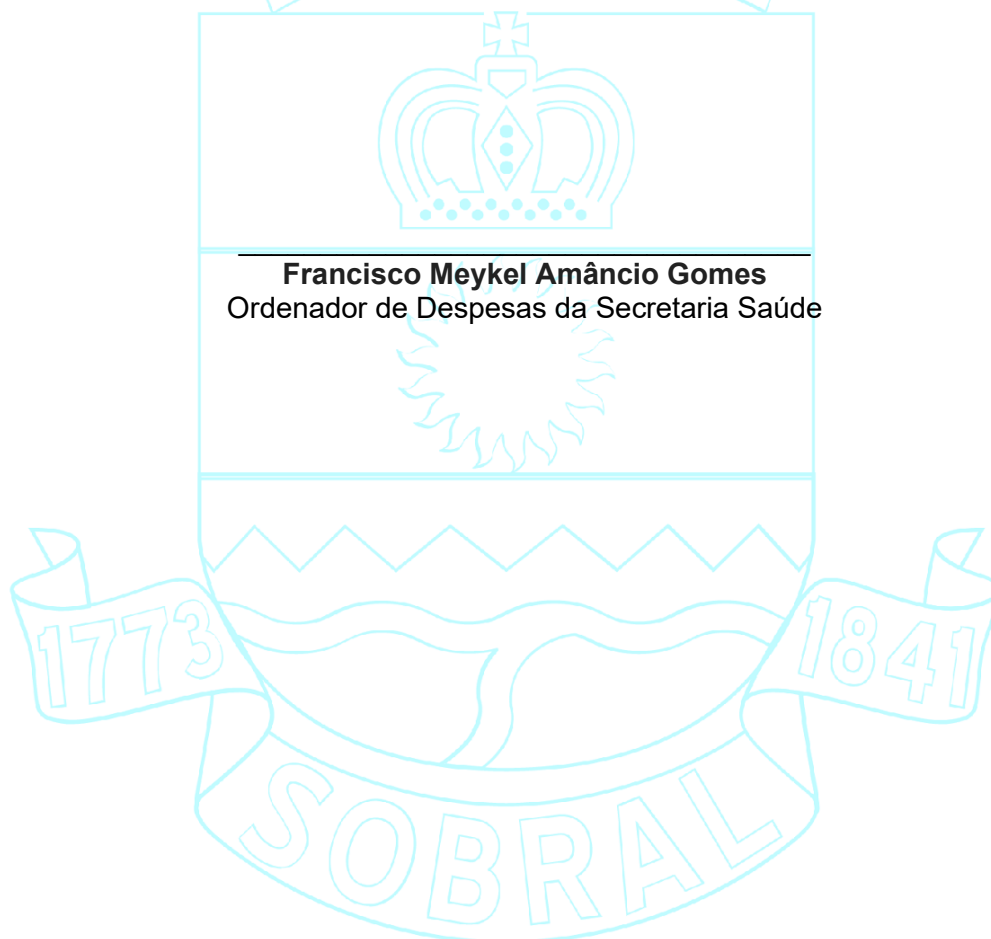 Francisco Meykel Amâncio Gomes
Ordenador de Despesas da Secretaria Saúde
1773
1841
SOBRAL